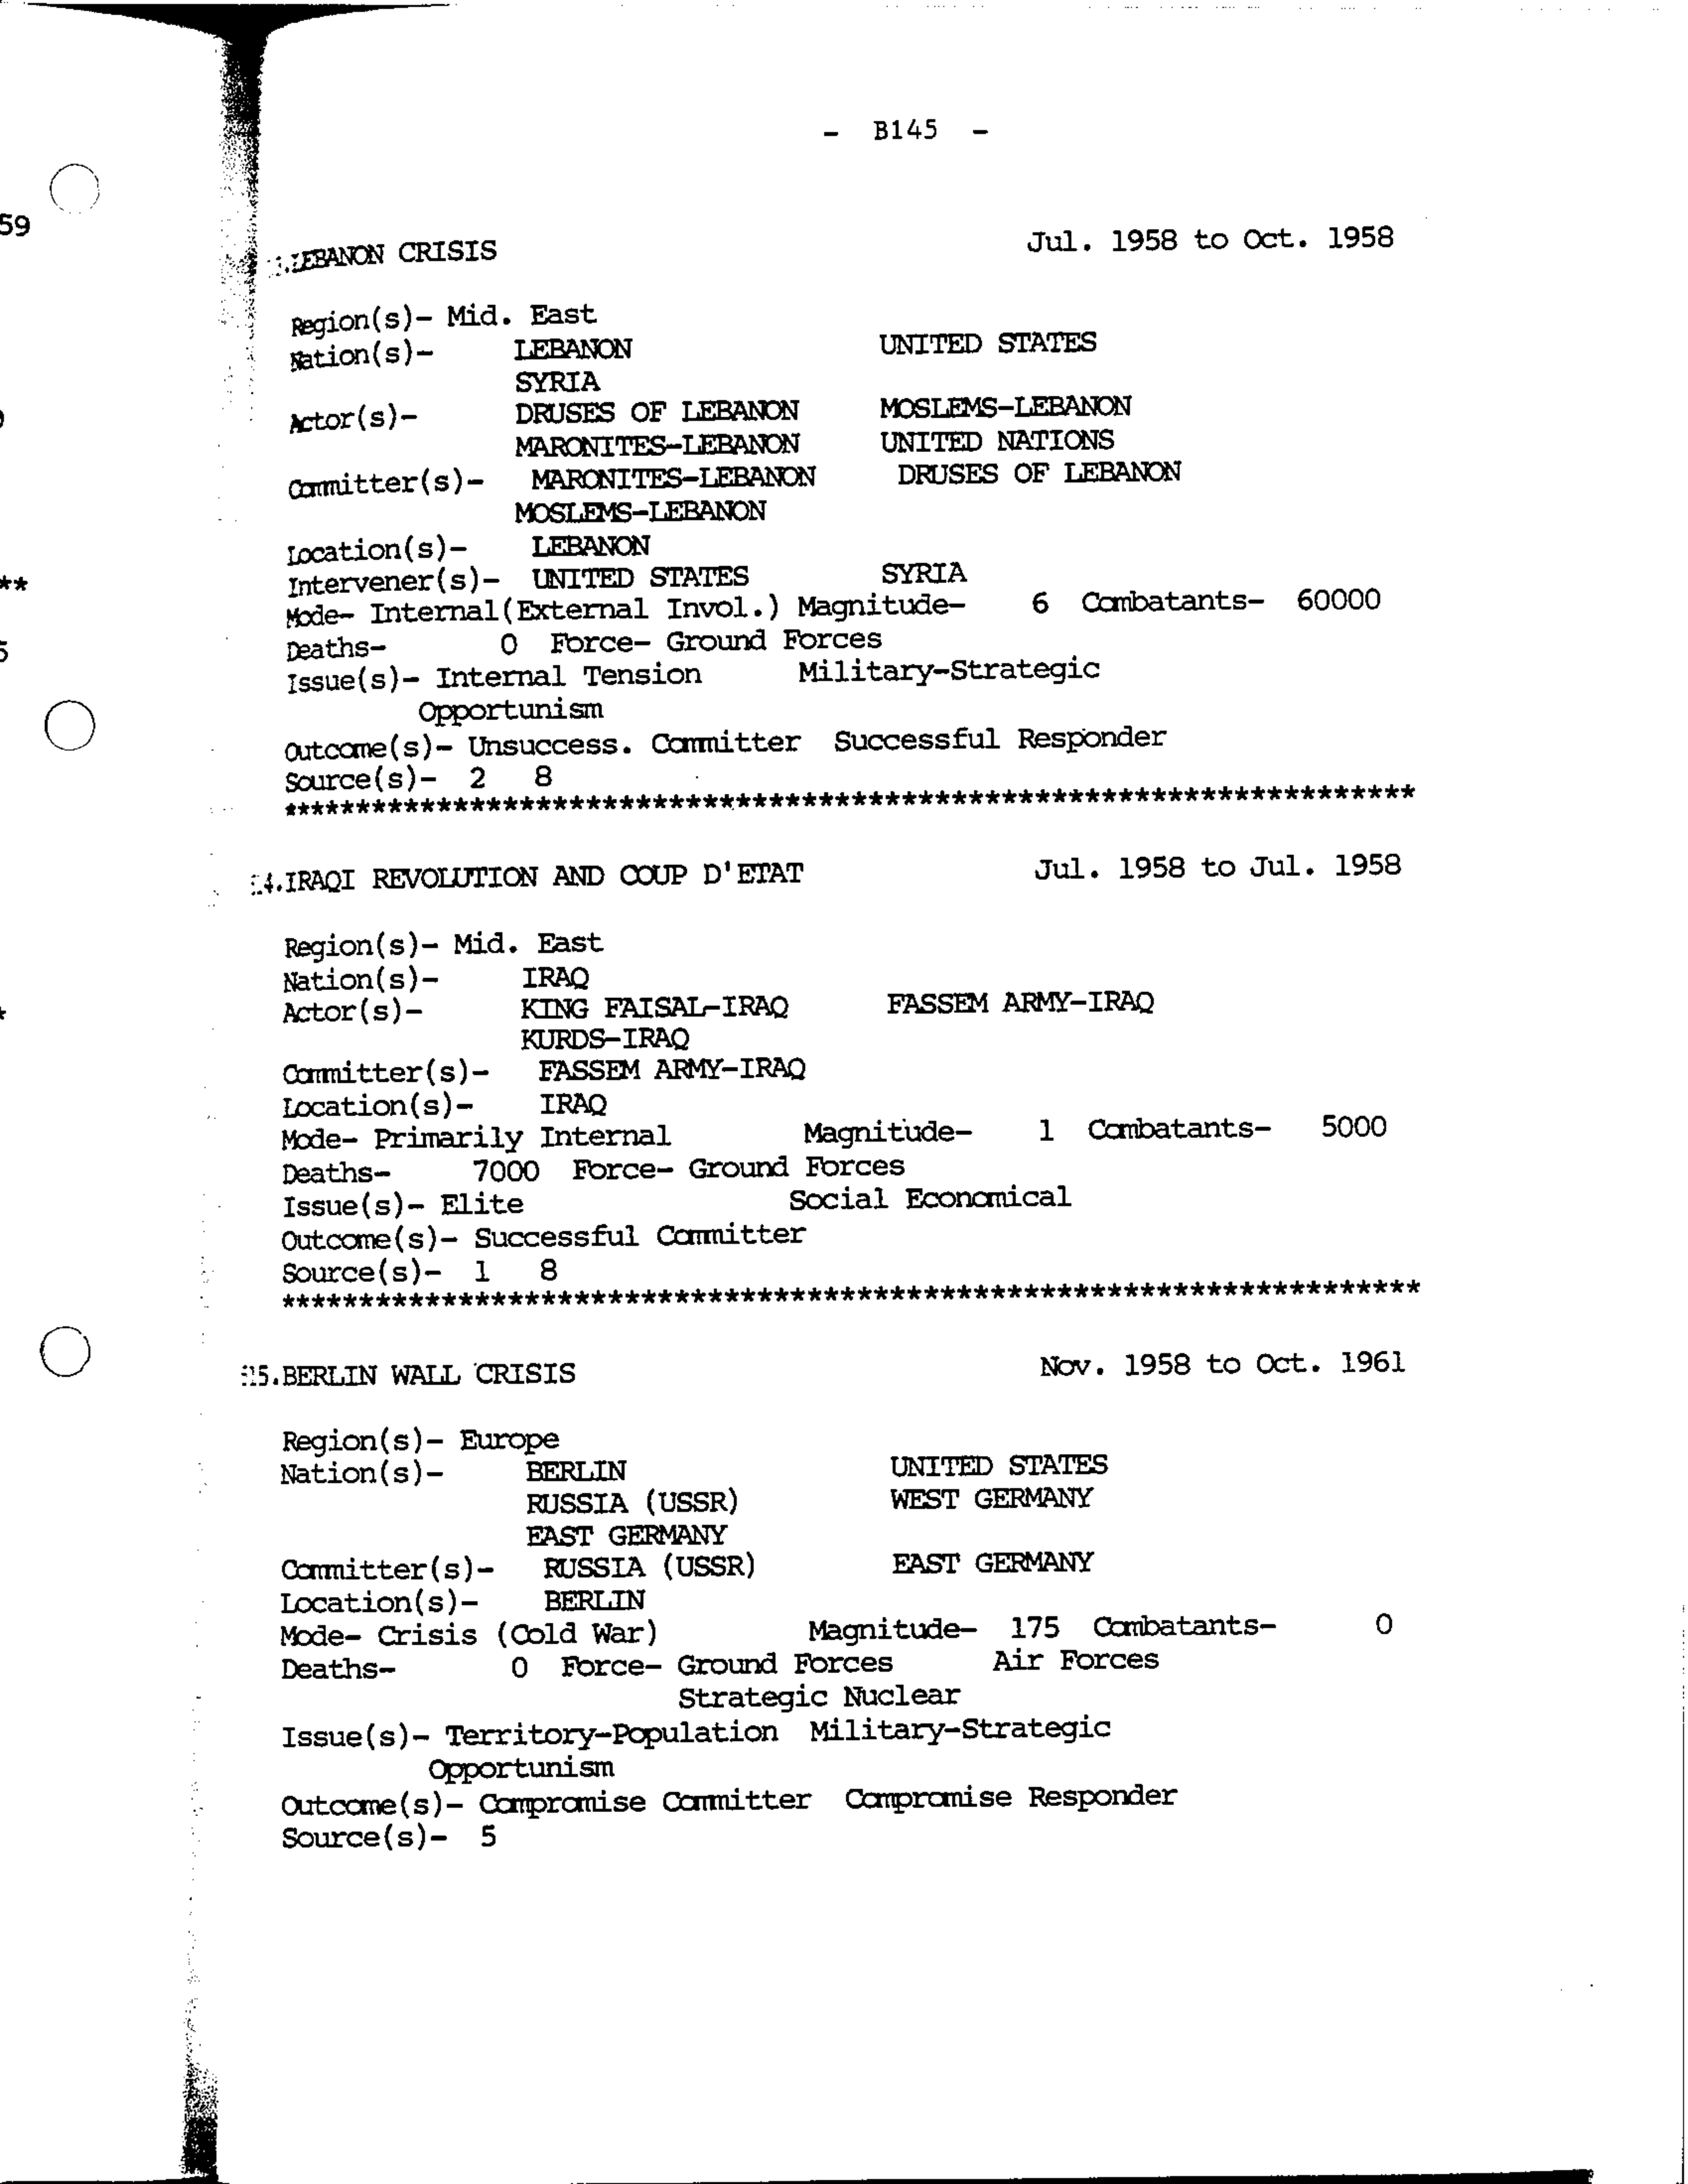 - B145 -
59
LEBANON CRISIS Jul. 1958 to Oct. 1958
Region(s)- Mid. East
Nation(s)- LEBANON UNITED STATES
SYRIA
Actor(s)- DRUSES OF LEBANON MOSLEMS-LEBANON
MARONITES-LEBANON UNITED NATIONS
Committer(s)- MARONITES-LEBANON DRUSES OF LEBANON
MOSLEMS-LEBANON
Location(s)- LEBANON
** Intervener(s)- UNITED STATES SYRIA
Mode- Internal(External Invol.) Magnitude- 6 Combatants- 60000
Deaths- 0 Force- Ground Forces
Issue(s)- Internal Tension Military-Strategic
Opportunism
Outcome(s)- Unsuccess. Committer Successful Responder
Source(s)- 2 8
*********************************************************************
4.IRAQI REVOLUTION AND COUP D'ETAT Jul. 1958 to Jul. 1958
Region(s)- Mid. East
Nation(s)- IRAQ
Actor(s)- KING FAISAL-IRAQ FASSEM ARMY-IRAQ
KURDS-IRAQ
Committer(s)- FASSEM ARMY-IRAQ
Location(s)- IRAQ
Mode- Primarily Internal Magnitude- 1 Combatants- 5000
Deaths- 7000 Force- Ground Forces
Issue(s)- Elite Social Economical
Outcome(s)- Successful Committer
Source(s)- 1 8
*********************************************************************
5.BERLIN WALL CRISIS Nov. 1958 to Oct. 1961
Region(s)- Europe
Nation(s)- BERLIN UNITED STATES
RUSSIA (USSR) WEST GERMANY
EAST GERMANY
Committer(s)- RUSSIA (USSR) EAST GERMANY
Location(s)- BERLIN
Mode- Crisis (Cold War) Magnitude- 175 Combatants- 0
Deaths- 0 Force- Ground Forces Air Forces
Strategic Nuclear
Issue(s)- Territory-Population Military-Strategic
Opportunism
Outcome(s)- Compromise Committer Compromise Responder
Source(s)- 5